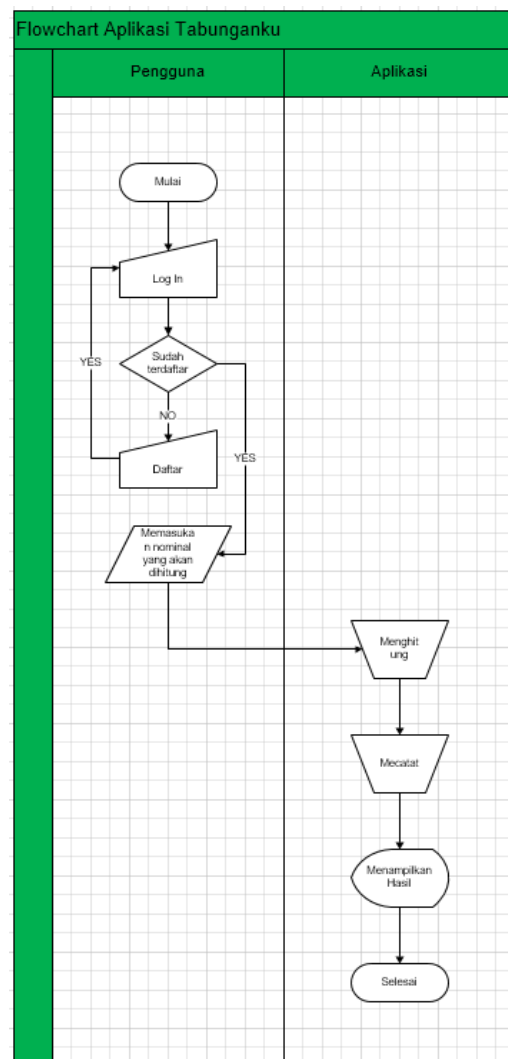 Flowchart Aplikasi Tabunganku
Pengguna
Aplikasi
Mulai
Log In
Sudah
terdaftar
YES
NO
YES
Daftar
Memasuka
n nominal
yang akan
dihitung
Menghit
ung
Mecatat
Menampilkan
Hasil
Selesai